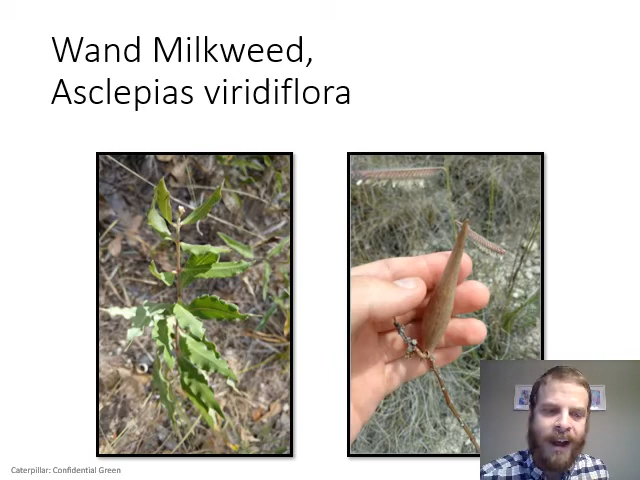 Wand Milkweed,
Asclepias viridiflora
Caterpillar: Confidential Green